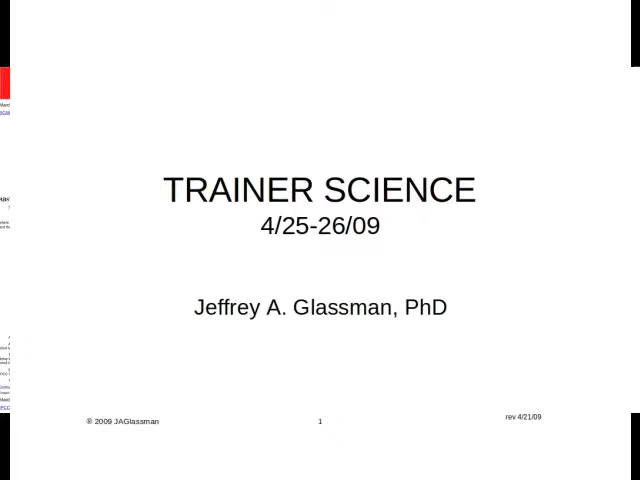 TRAINER SCIENCE
4/25-26/09
Jeffrey A. Glassman, PhD
® 2009 JAGlassman
1
rev 4/21/09